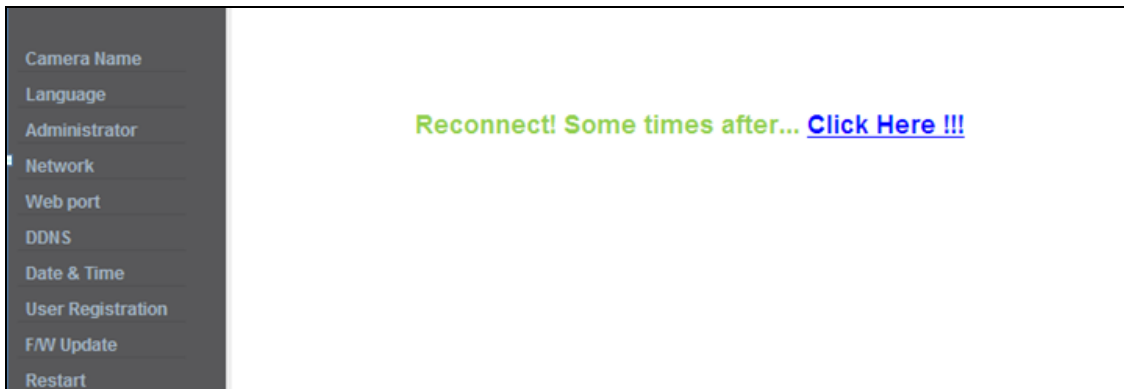 Camera Name
Language
Administrator
Network
Web port
DDNS
Date & Time
User Registration
F/W Update
Restart
Reconnect! Some times after... Click Here !!!